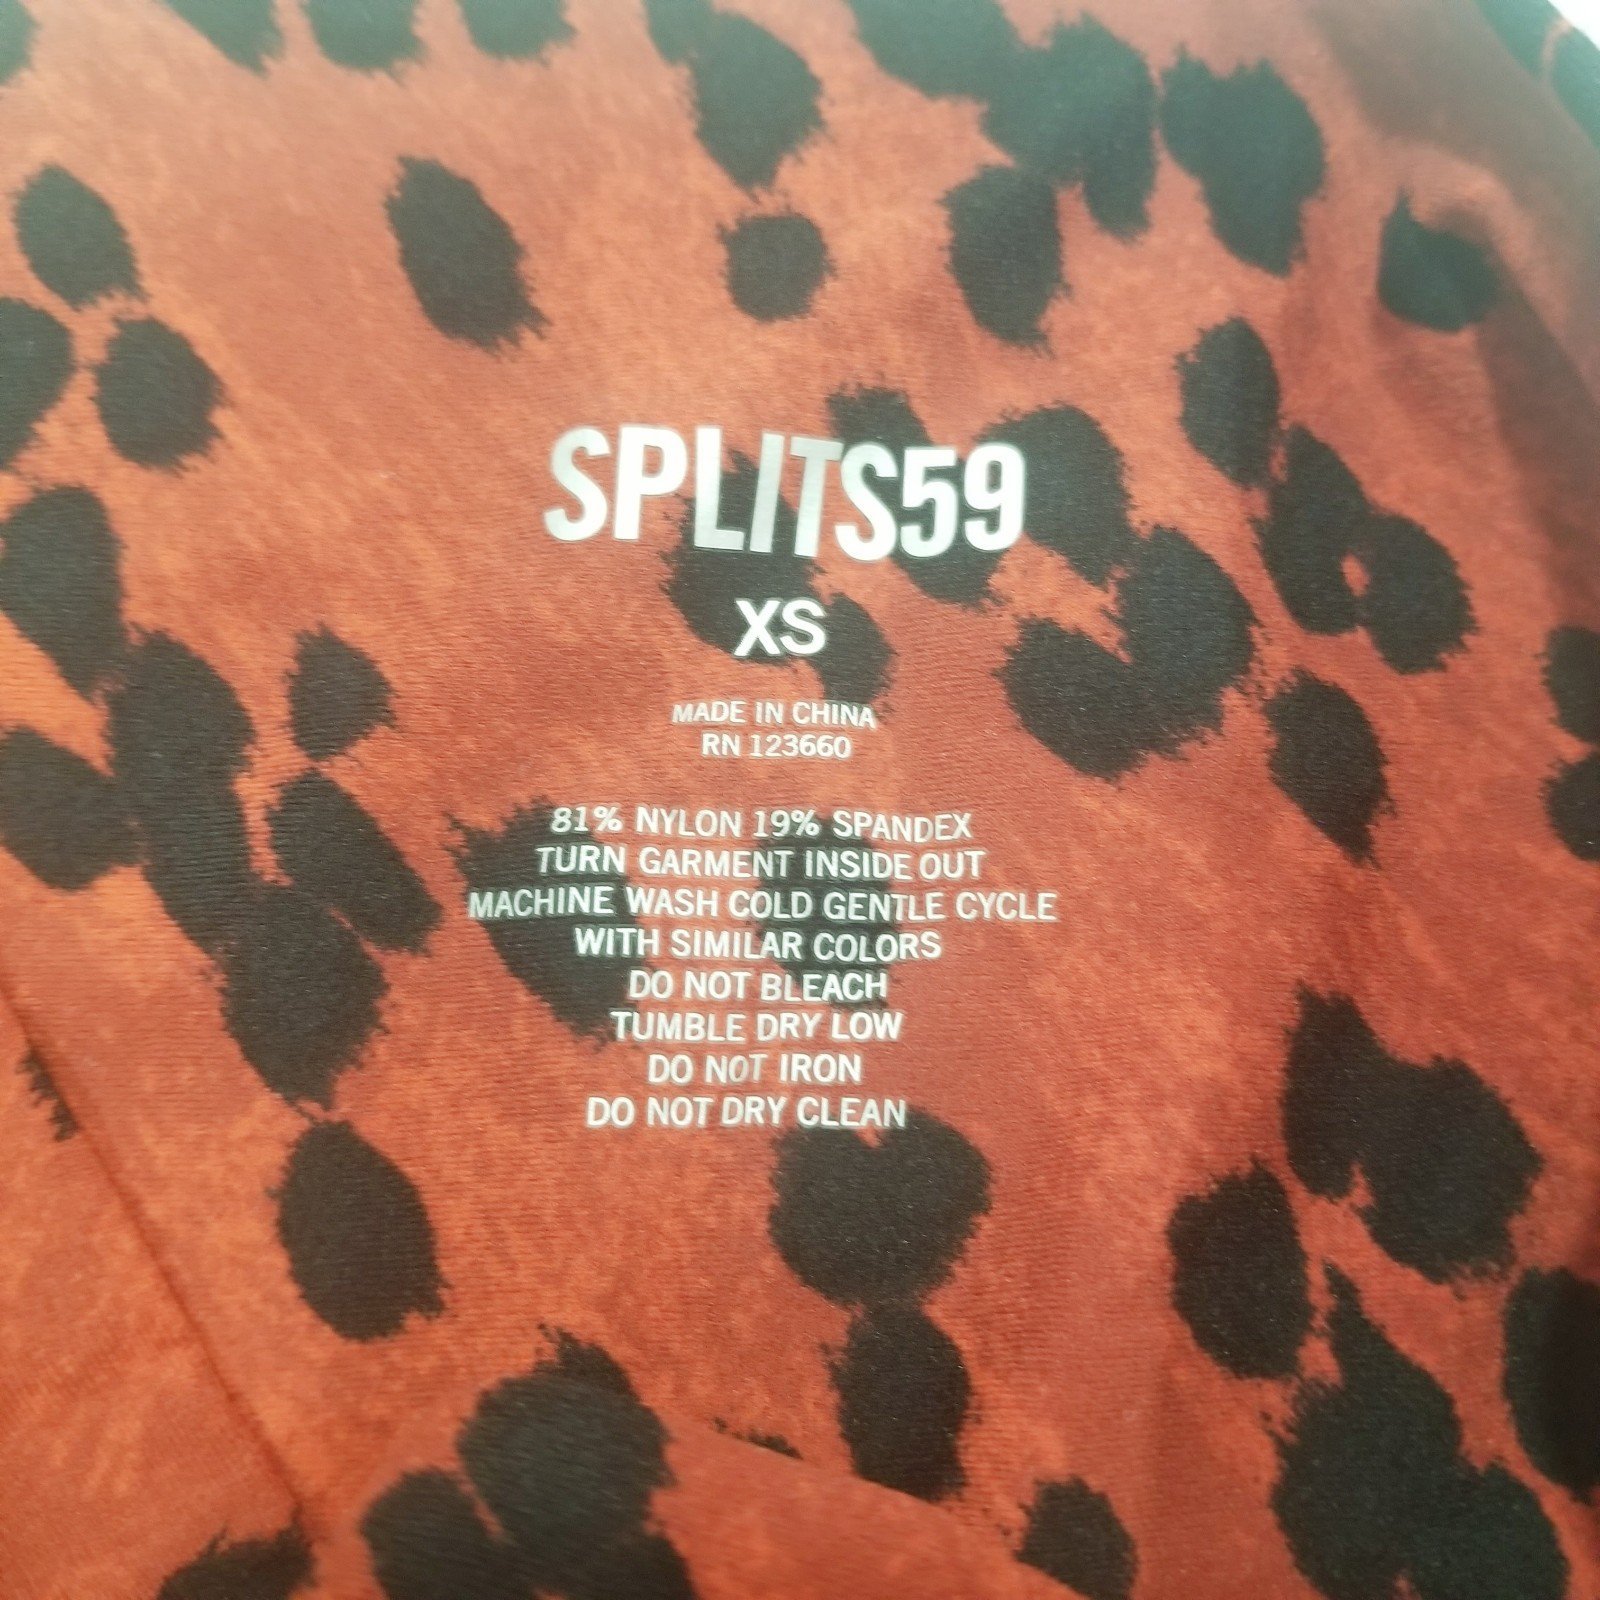 SPLITS59
XS
MADE IN CHINA
RN 123660
81% NYLON 19% SPANDEX
TURN GARMENT INSIDE OUT
MACHINE WASH COLD GENTLE CYCLE
WITH SIMILAR COLORS
DO NOT BLEACH
TUMBLE DRY LOW
DO NOT IRON
DO NOT DRY CLEAN